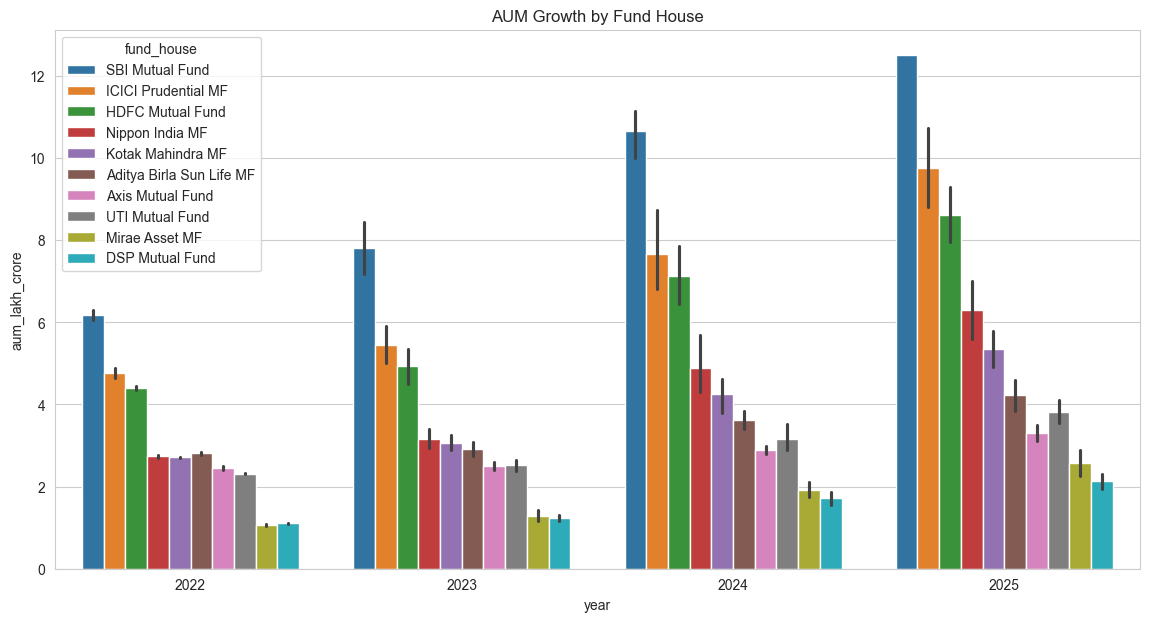 AUM Growth by Fund House
fund_house
SBI Mutual Fund
ICICI Prudential MF
HDFC Mutual Fund
Nippon India MF
Kotak Mahindra MF
Aditya Birla Sun Life MF
Axis Mutual Fund
UTI Mutual Fund
Mirae Asset MF
DSP Mutual Fund
aum_lakh_crore
12
10
8
6
4
2
0
2022
2023
2024
2025
year